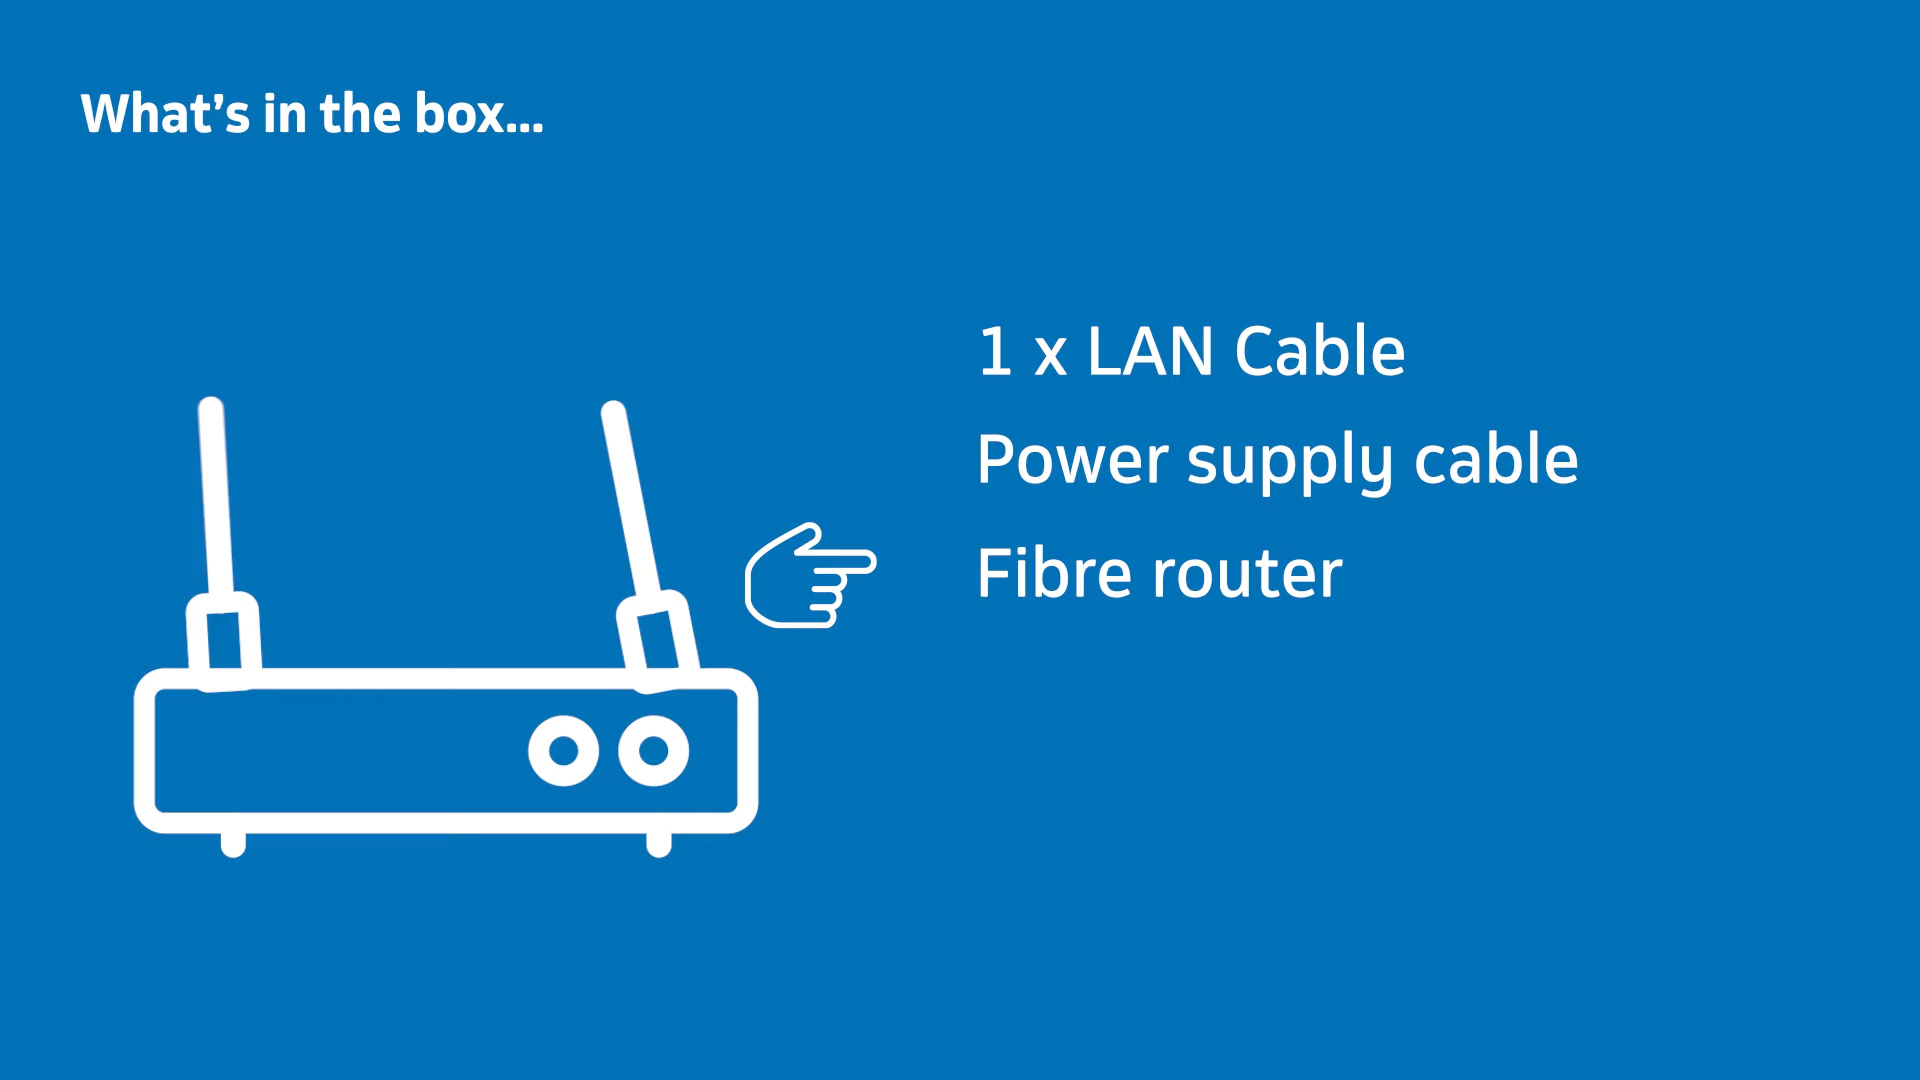 What's in the box...
1 x LAN Cable
Power supply cable
Fibre router